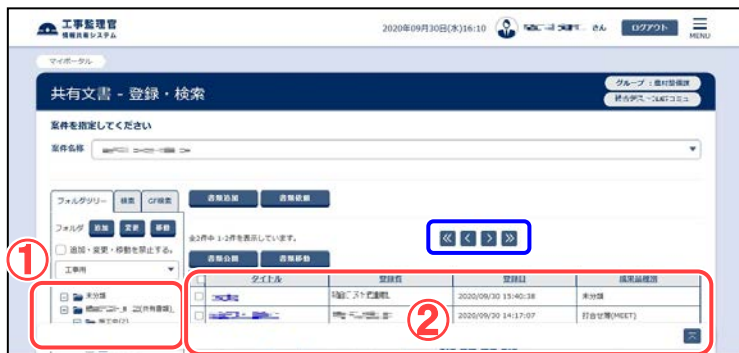 工事監理官
情報共有システム
2020年09月30日(水)16:10
さん
ログアウト
MENU
マイポータル
共有文書 - 登録・検索
グループ：
案件を指定してください
案件名称
フォルダツリー
検索
書類追加
書類依頼
フォルダ
追加
変更
移動
追加・変更・移動を禁止する。
全2件中 1-2件を表示しています。
書類公開
書類移動
①
工事用
タイトル
登録者
登録日
成果品種別
未分類
2020/09/30 15:40:38
未分類
②
2020/09/30 14:17:07
打合せ簿(MEET)